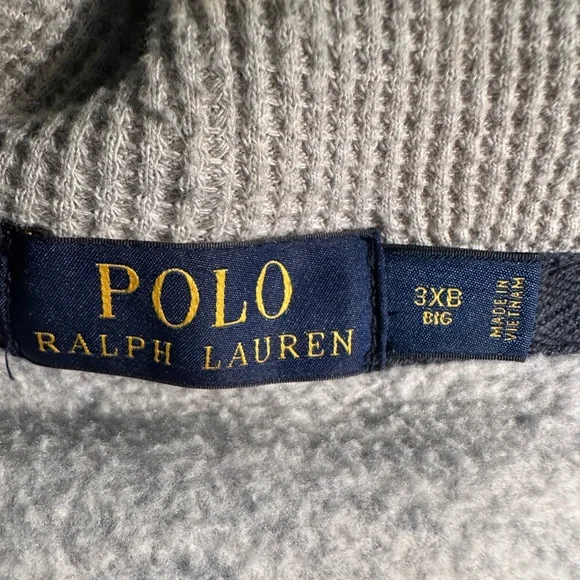 POLO
RALPH LAUREN
3XB
BIG
MADE IN
VIETNAM